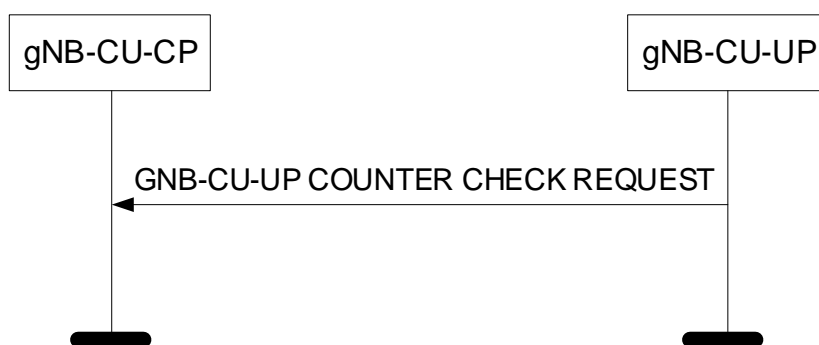 gNB-CU-CP
gNB-CU-UP
GNB-CU-UP COUNTER CHECK REQUEST